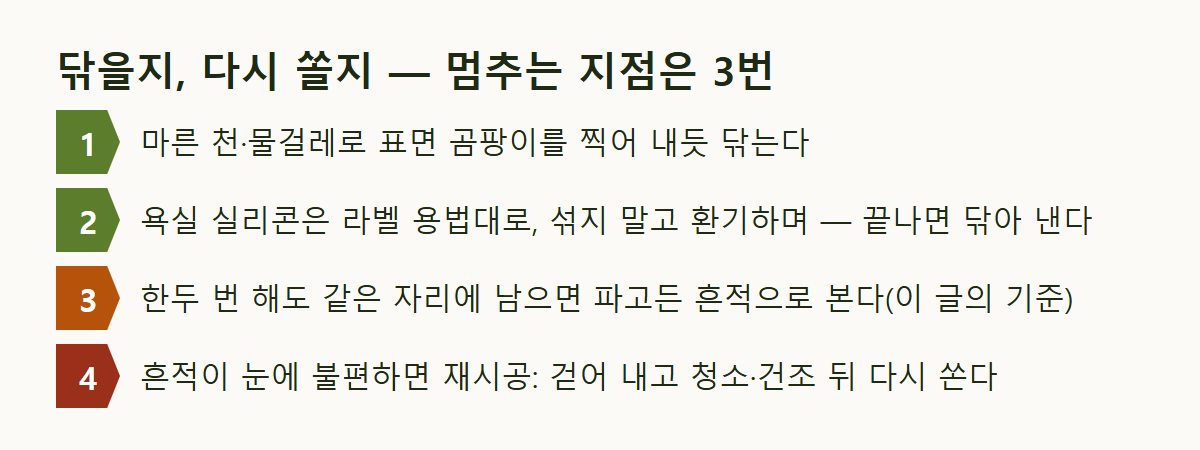 닦을지, 다시 쏠지 — 멈추는 지점은 3번
1 마른 천·물걸레로 표면 곰팡이를 찍어 내듯 닦는다
2 욕실 실리콘은 라벨 용법대로, 섞지 말고 환기하며 — 끝나면 닦아 낸다
3 한두 번 해도 같은 자리에 남으면 파고든 흔적으로 본다(이 글의 기준)
4 흔적이 눈에 불편하면 재시공: 걷어 내고 청소·건조 뒤 다시 쏜다